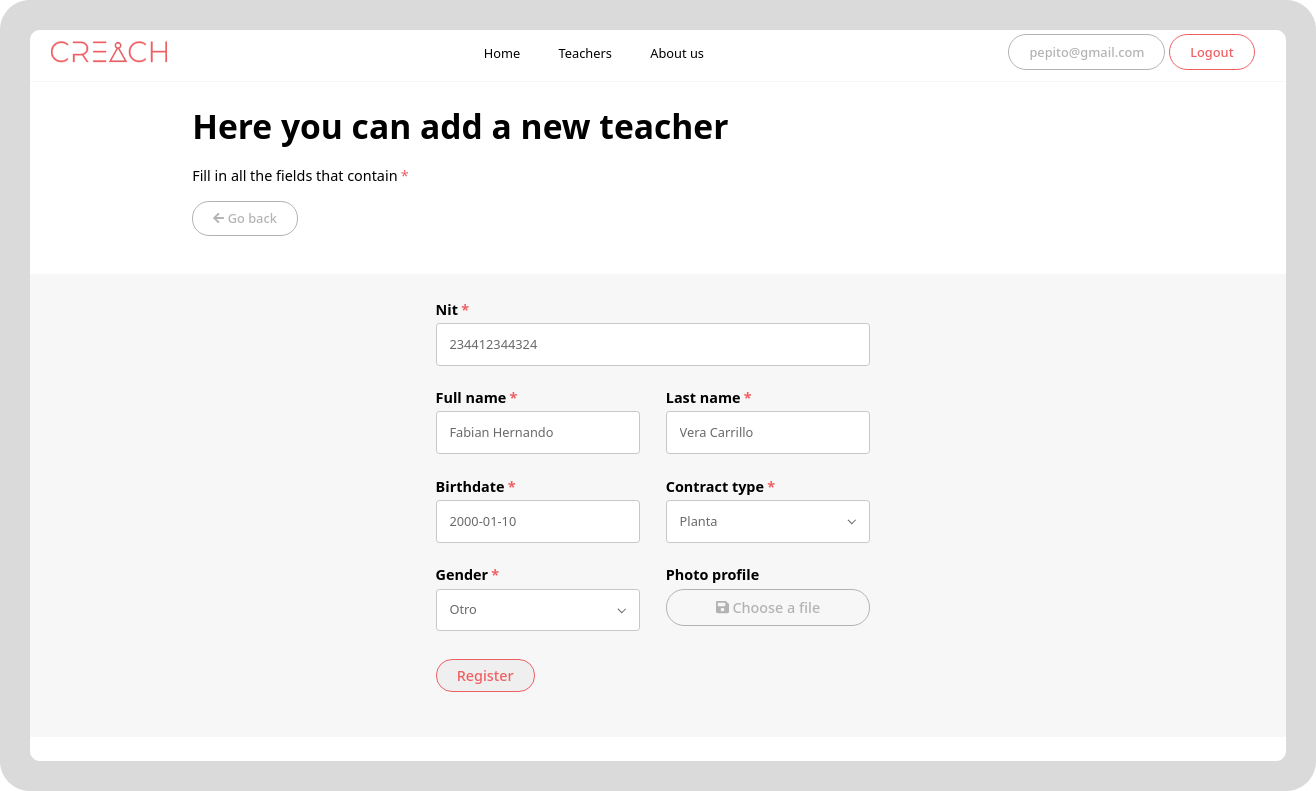 CREACH
Home Teachers About us
pepito@gmail.com Logout
Here you can add a new teacher
Fill in all the fields that contain *
Go back
Nit *
234412344324
Full name * Last name *
Fabian Hernando Vera Carrillo
Birthdate * Contract type *
2000-01-10 Planta
Gender * Photo profile
Otro Choose a file
Register